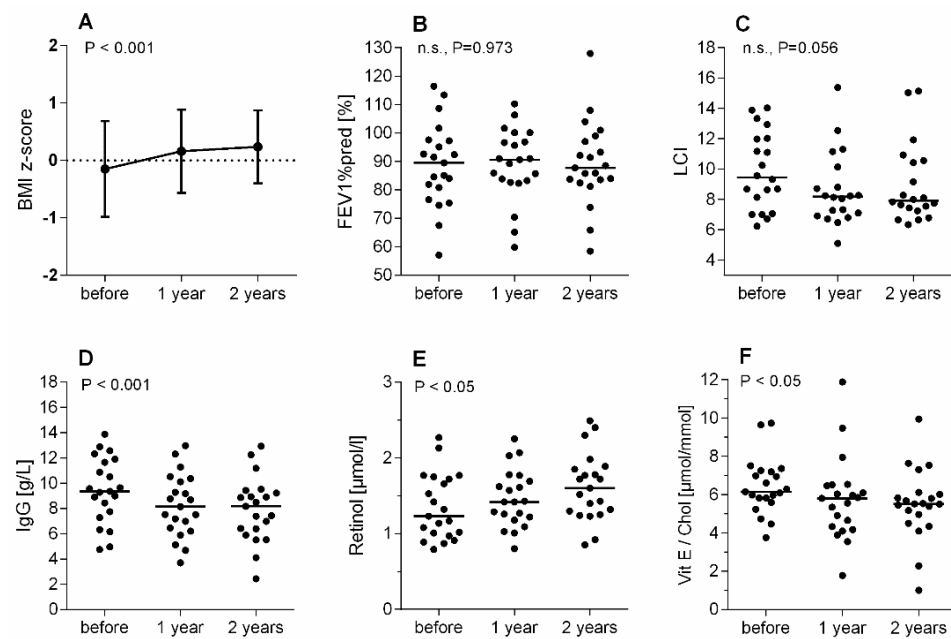 A
P < 0.001
BMI z-score
2
1
0
-1
-2
before 1 year 2 years
B
n.s., P=0.973
FEV1%pred [%]
130
120
110
100
90
80
70
60
50
before 1 year 2 years
C
n.s., P=0.056
LCI
18
16
14
12
10
8
6
4
before 1 year 2 years
D
P < 0.001
IgG [g/L]
18
16
14
12
10
8
6
4
2
0
before 1 year 2 years
E
P < 0.05
Retinol [µmol/l]
3
2
1
0
before 1 year 2 years
F
P < 0.05
Vit E / Chol [µmol/mmol]
12
10
8
6
4
2
0
before 1 year 2 years